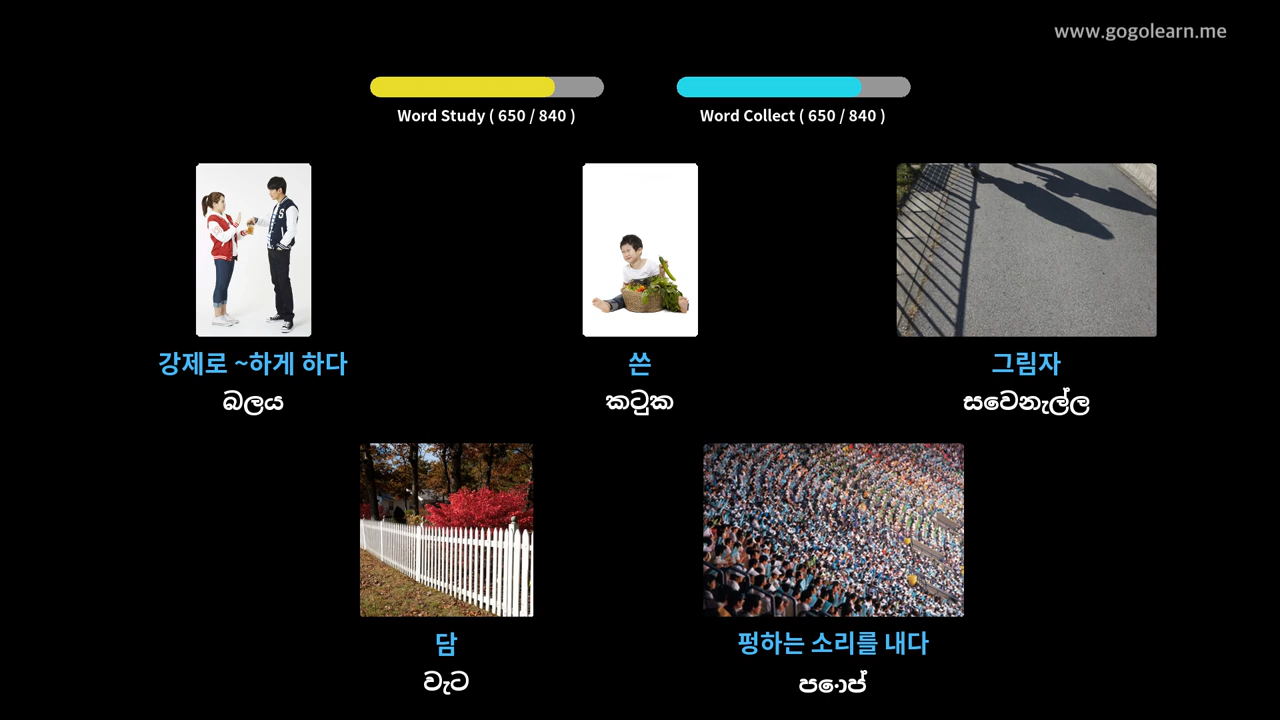 www.gogolearn.me
Word Study ( 650 / 840 )
Word Collect ( 650 / 840 )
강제로 ~하게 하다
බලය
쓴
කටුක
그림자
සවෙනැල්ල
담
වැට
펑하는 소리를 내다
පොප්